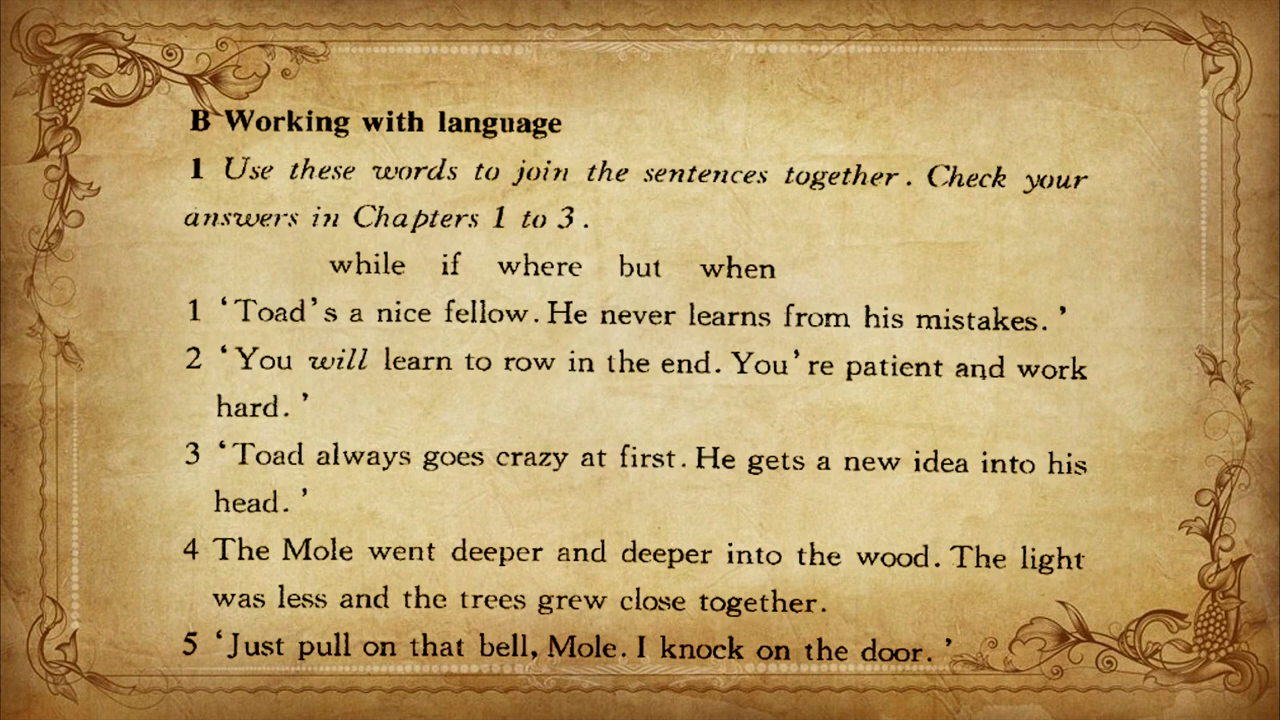 B Working with language
1 Use these words to join the sentences together. Check your
answers in Chapters 1 to 3.
while if where but when
1 ‘Toad’s a nice fellow. He never learns from his mistakes.’
2 ‘You will learn to row in the end. You’re patient and work
hard.’
3 ‘Toad always goes crazy at first. He gets a new idea into his
head.’
4 The Mole went deeper and deeper into the wood. The light
was less and the trees grew close together.
5 ‘Just pull on that bell, Mole. I knock on the door.’